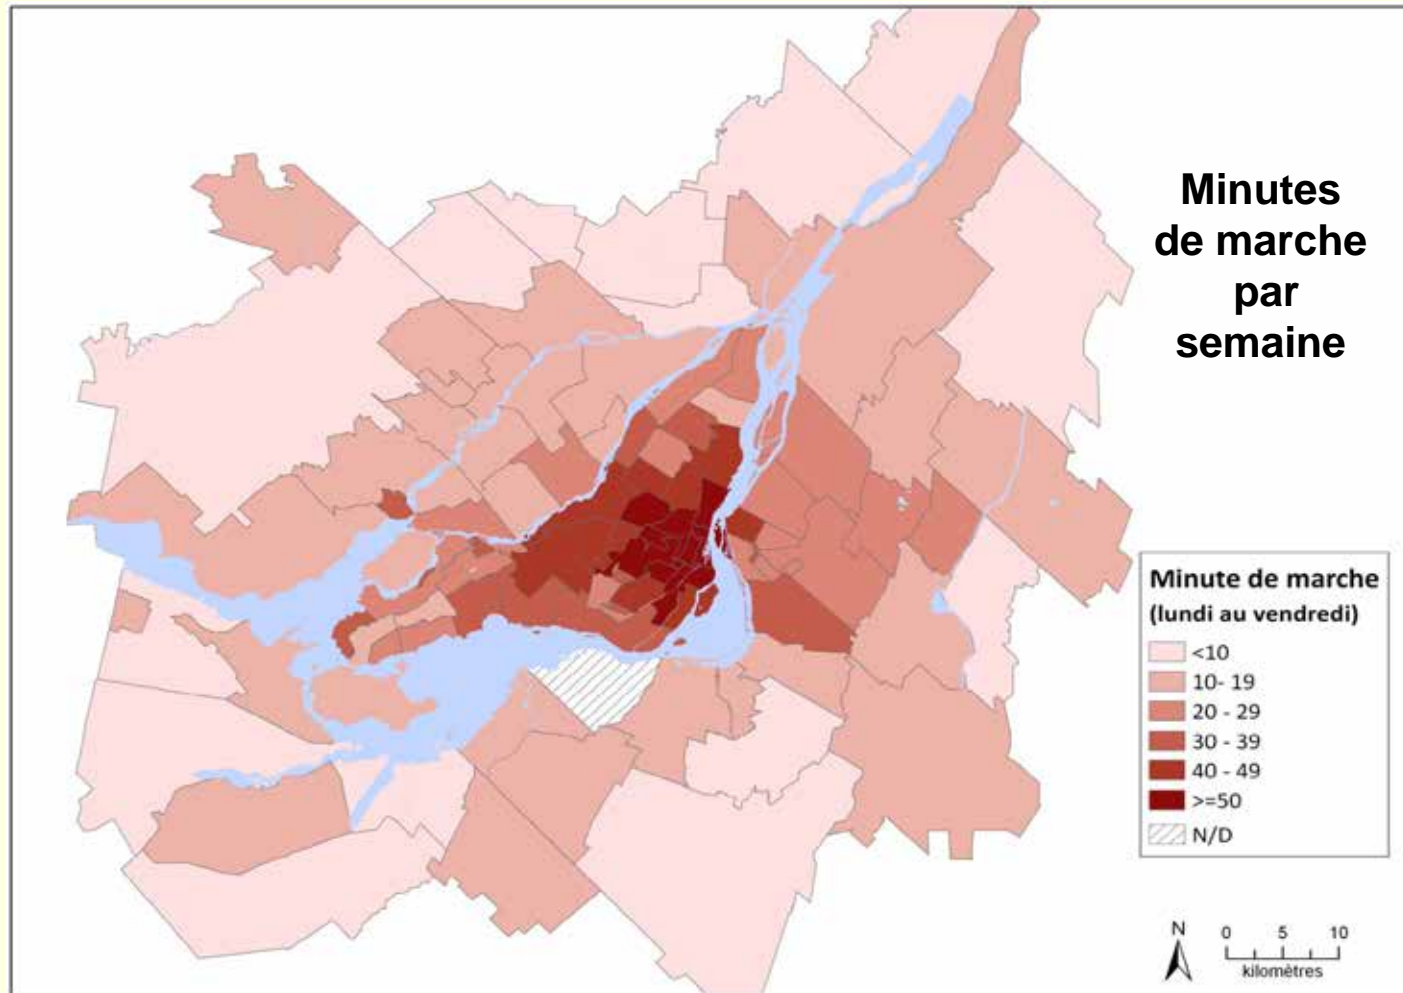 Minutes
de marche
par
semaine
Minute de marche
(lundi au vendredi)
<10
10- 19
20 - 29
30 - 39
40 - 49
>=50
N/D
N
0 5 10
kilomètres